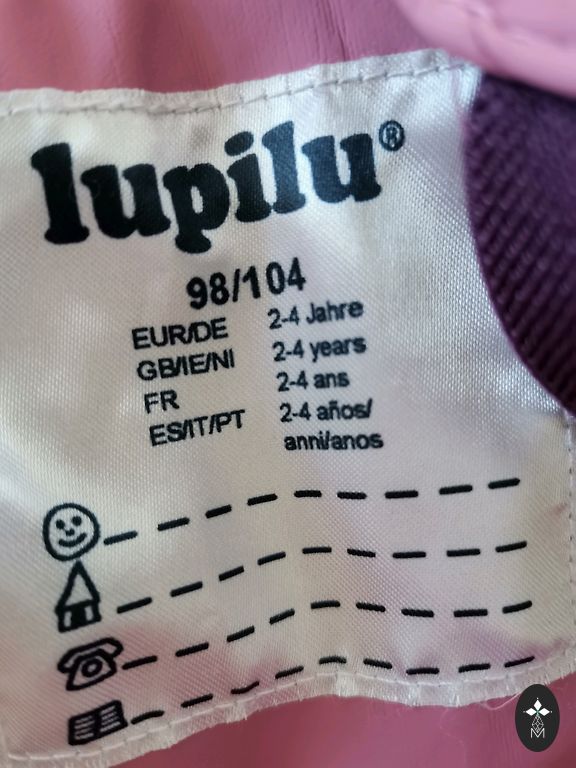 lupilu®
98/104
EUR/DE 2-4 Jahre
GB/IE/NI 2-4 years
FR 2-4 ans
ES/IT/PT 2-4 años/
anni/anos
M